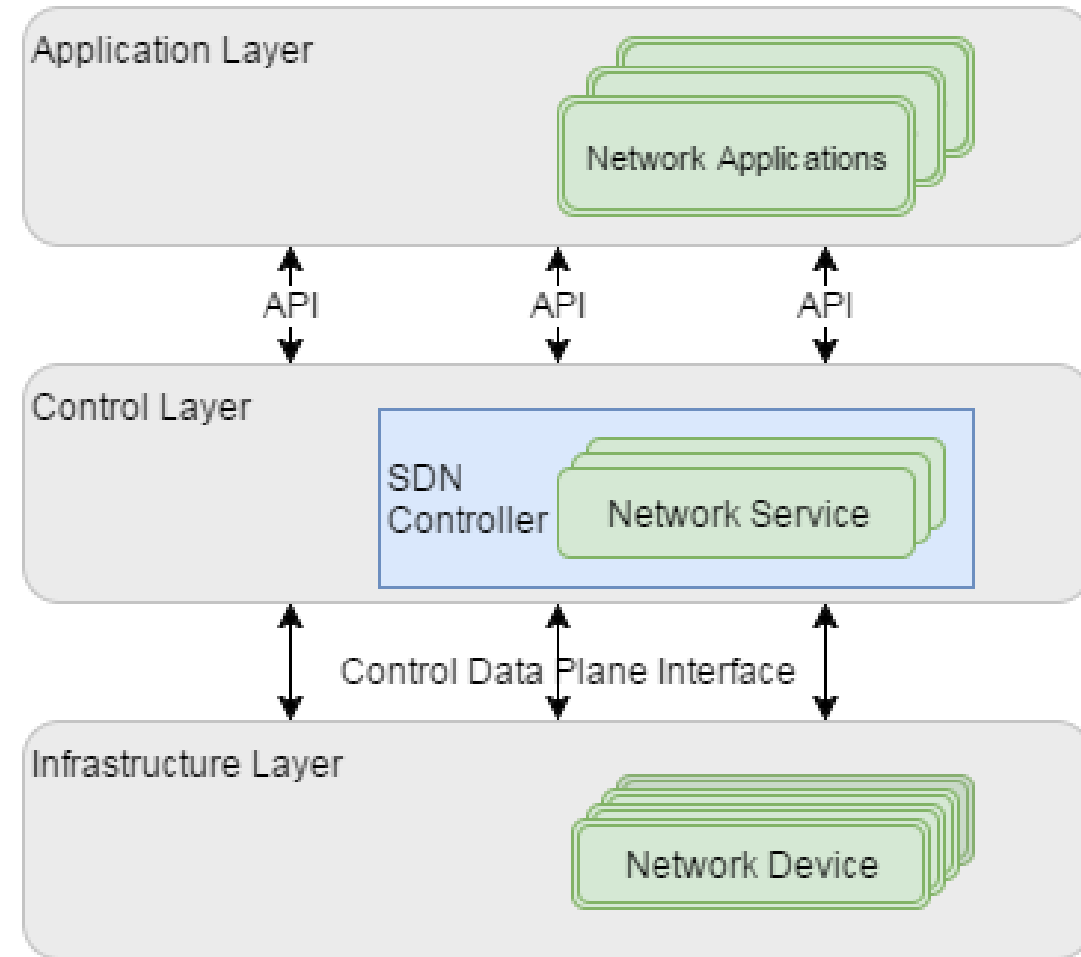 Application Layer
Network Applications
API
API
API
Control Layer
SDN
Controller
Network Service
Control Data Plane Interface
Infrastructure Layer
Network Device